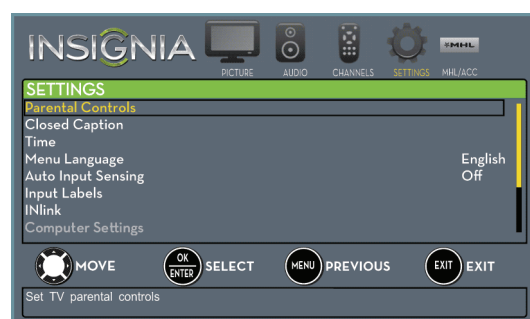 INSIGNIA
PICTURE AUDIO CHANNELS SETTINGS MHL/ACC
MHL
SETTINGS
Parental Controls
Closed Caption
Time
Menu Language English
Auto Input Sensing Off
Input Labels
INlink
Computer Settings
MOVE OK ENTER SELECT MENU PREVIOUS EXIT EXIT
Set TV parental controls